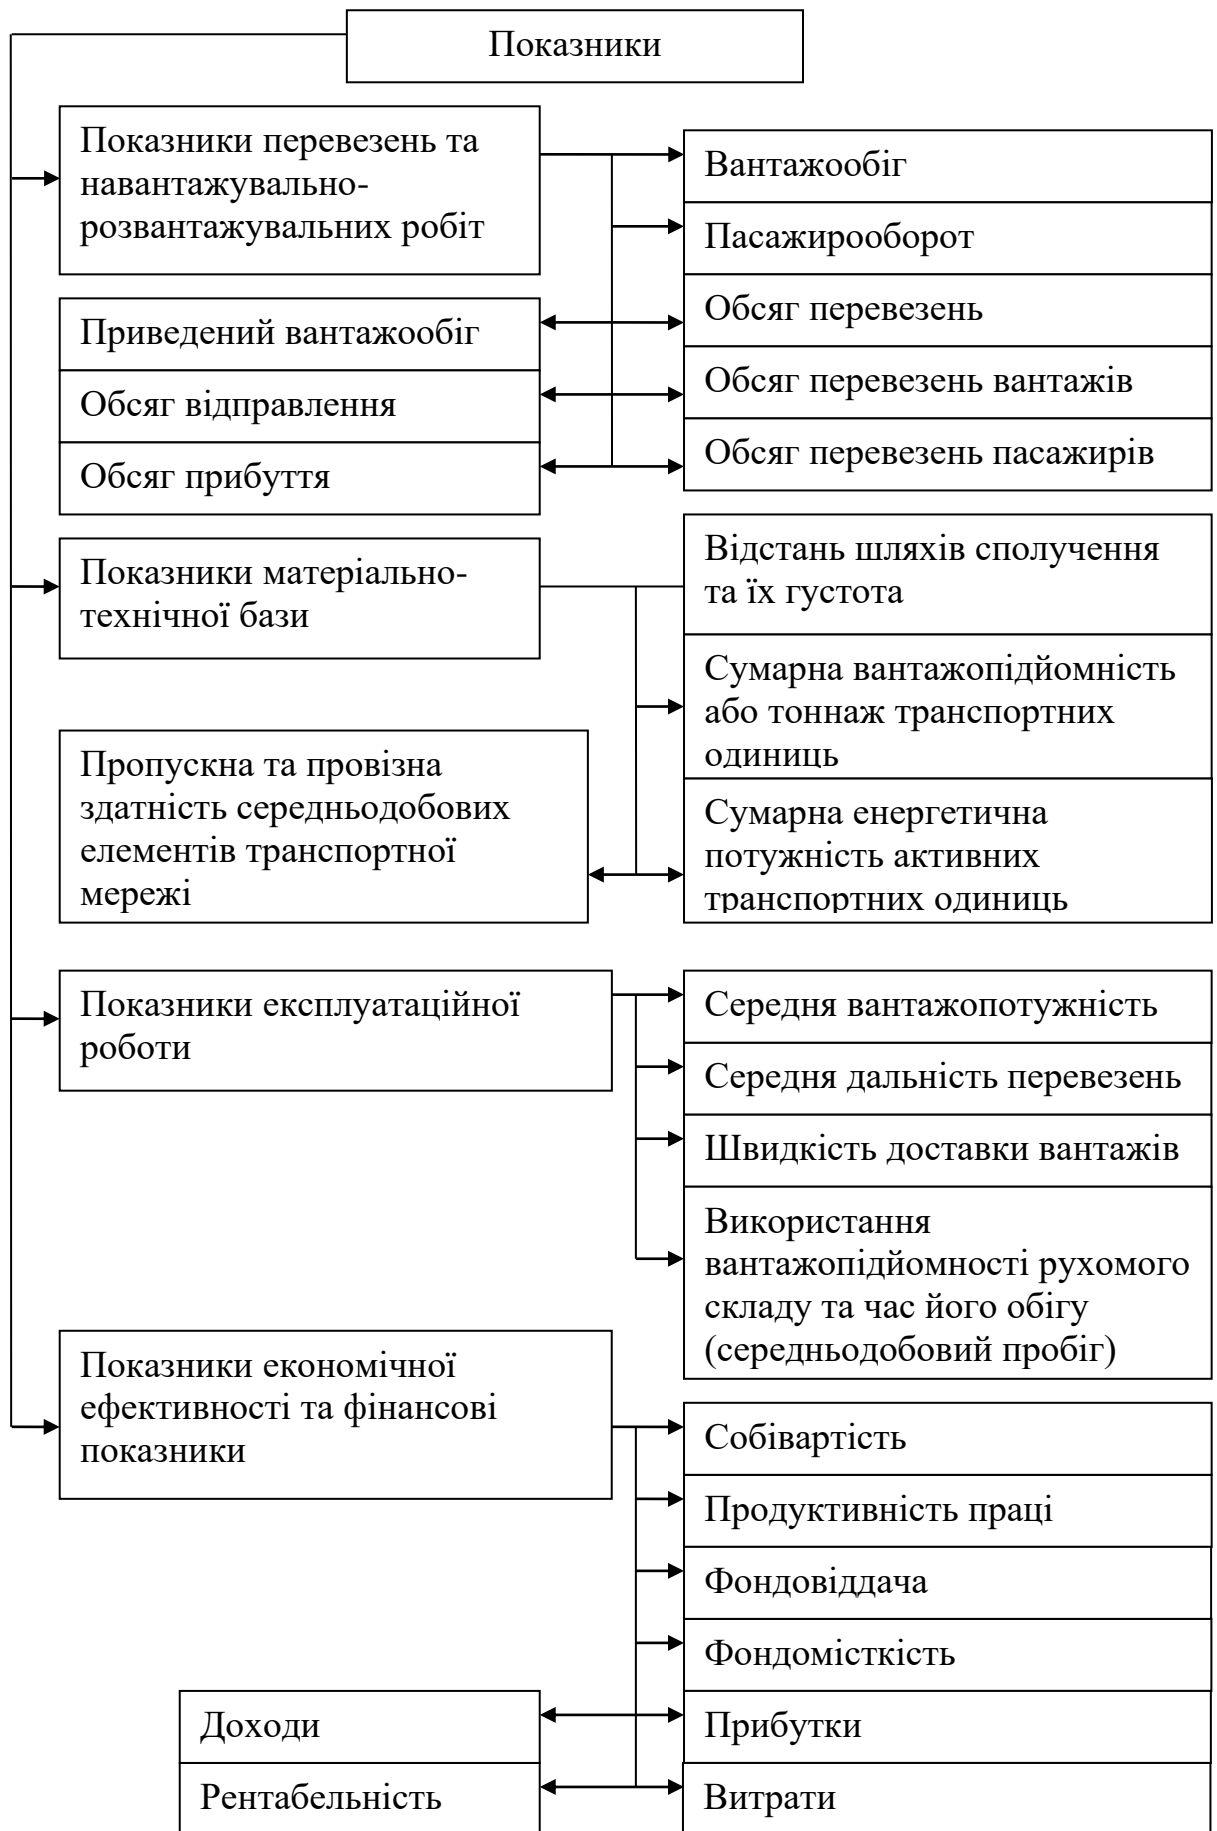 Показники
Показники перевезень та
навантажувально-
розвантажувальних робіт
Вантажообіг
Пасажирооборот
Обсяг перевезень
Обсяг перевезень вантажів
Обсяг перевезень пасажирів
Приведений вантажообіг
Обсяг відправлення
Обсяг прибуття
Показники матеріально-
технічної бази
Відстань шляхів сполучення
та їх густота
Сумарна вантажопідйомність
або тоннаж транспортних
одиниць
Сумарна енергетична
потужність активних
транспортних одиниць
Пропускна та провізна
здатність середньодобових
елементів транспортної
мережі
Показники експлуатаційної
роботи
Середня вантажопотужність
Середня дальність перевезень
Швидкість доставки вантажів
Використання
вантажопідйомності рухомого
складу та час його обігу
(середньодобовий пробіг)
Показники економічної
ефективності та фінансові
показники
Собівартість
Продуктивність праці
Фондовіддача
Фондомісткість
Прибутки
Витрати
Доходи
Рентабельність